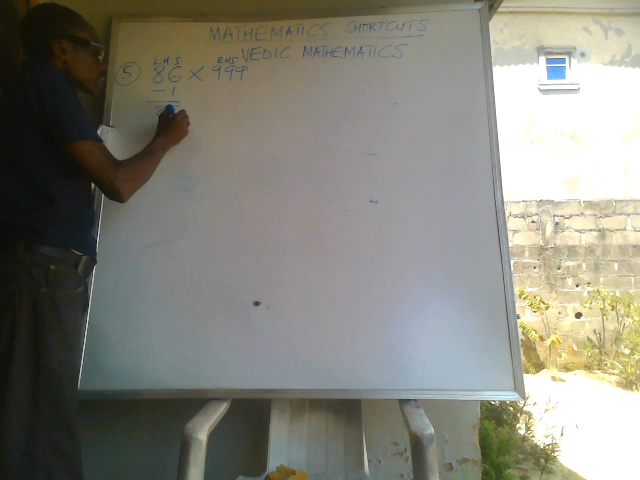 MATHEMATICS SHORTCUTS
VEDIC MATHEMATICS
LHS RHS
5 86 × 999
- 1